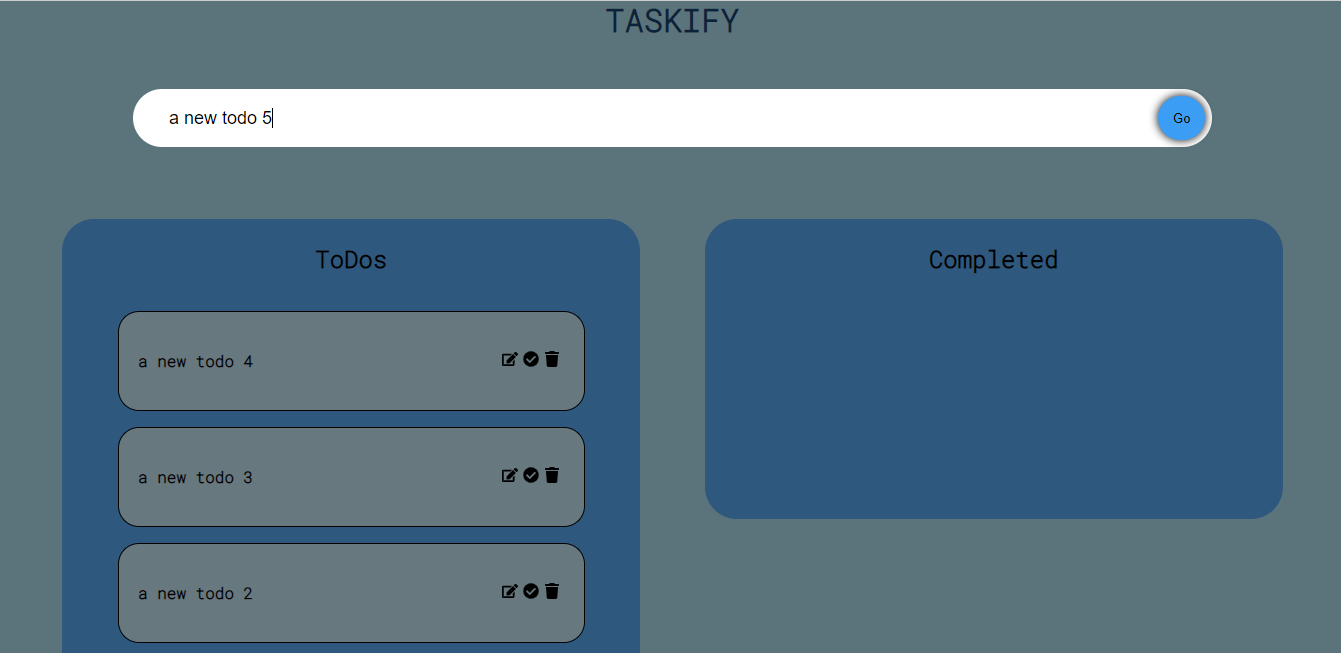 TASKIFY
a new todo 5
Go
ToDos
a new todo 4
a new todo 3
a new todo 2
Completed